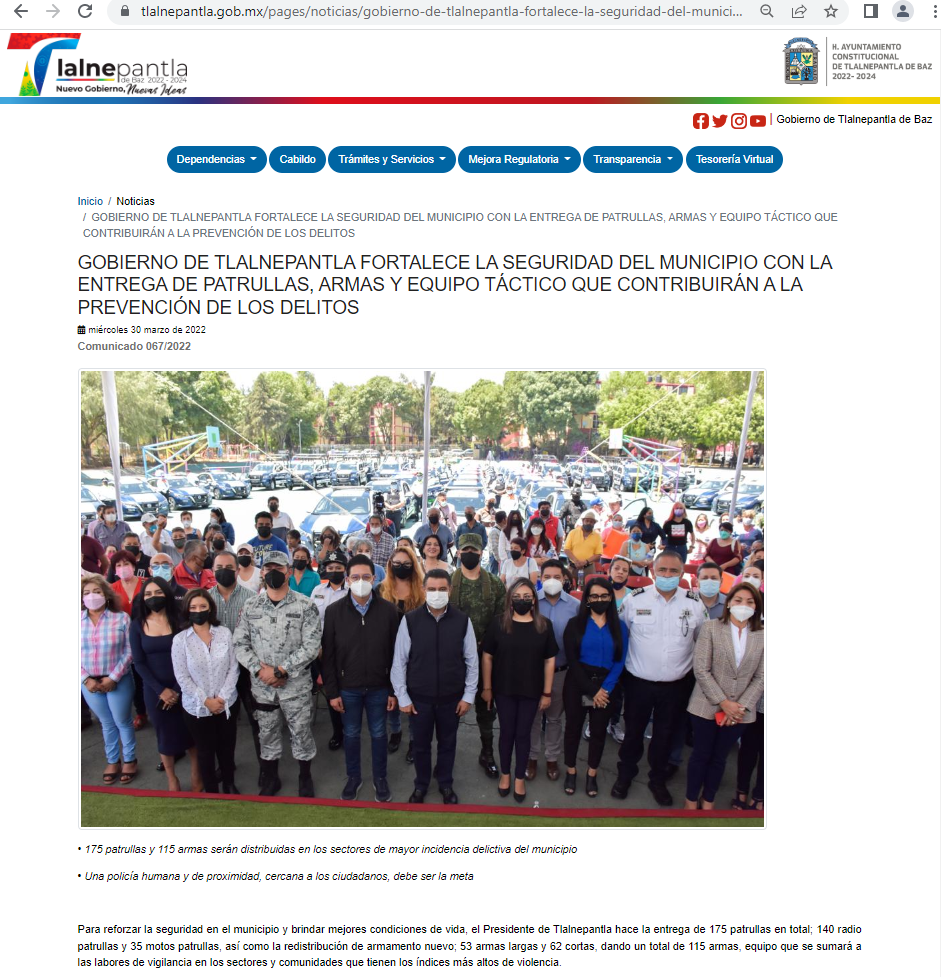 tlalnepantla.gob.mx/pages/noticias/gobierno-de-tlalnepantla-fortalece-la-seguridad-del-munici...
Tlalnepantla
de Baz 2022 - 2024
Nuevo Gobierno, Nuevas Ideas
H. AYUNTAMIENTO
CONSTITUCIONAL
DE TLALNEPANTLA DE BAZ
2022- 2024
| Gobierno de Tlalnepantla de Baz
Dependencias Cabildo Trámites y Servicios Mejora Regulatoria Transparencia Tesorería Virtual
Inicio / Noticias
/ GOBIERNO DE TLALNEPANTLA FORTALECE LA SEGURIDAD DEL MUNICIPIO CON LA ENTREGA DE PATRULLAS, ARMAS Y EQUIPO TÁCTICO QUE
CONTRIBUIRÁN A LA PREVENCIÓN DE LOS DELITOS
GOBIERNO DE TLALNEPANTLA FORTALECE LA SEGURIDAD DEL MUNICIPIO CON LA
ENTREGA DE PATRULLAS, ARMAS Y EQUIPO TÁCTICO QUE CONTRIBUIRÁN A LA
PREVENCIÓN DE LOS DELITOS
miércoles 30 marzo de 2022
Comunicado 067/2022
• 175 patrullas y 115 armas serán distribuidas en los sectores de mayor incidencia delictiva del municipio
• Una policía humana y de proximidad, cercana a los ciudadanos, debe ser la meta
Para reforzar la seguridad en el municipio y brindar mejores condiciones de vida, el Presidente de Tlalnepantla hace la entrega de 175 patrullas en total; 140 radio
patrullas y 35 motos patrullas, así como la redistribución de armamento nuevo; 53 armas largas y 62 cortas, dando un total de 115 armas, equipo que se sumará a
las labores de vigilancia en los sectores y comunidades que tienen los índices más altos de violencia.